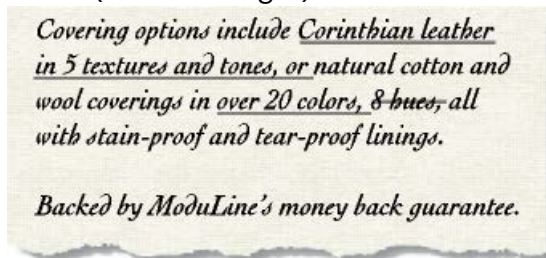 Covering options include Corinthian leather
in 5 textures and tones, or natural cotton and
wool coverings in over 20 colors, 8 hues, all
with stain-proof and tear-proof linings.
Backed by ModuLine's money back guarantee.